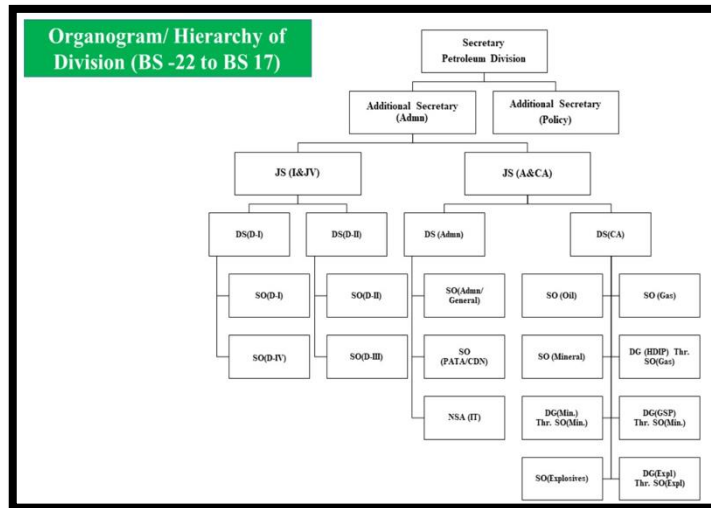 Organogram/ Hierarchy of
Division (BS -22 to BS 17)
Secretary
Petroleum Division
Additional Secretary
(Admn)
Additional Secretary
(Policy)
JS (I&JV)
JS (A&CA)
DS(D-I)
DS(D-II)
DS (Admn)
DS(CA)
SO(D-I)
SO(D-II)
SO(Admn/
General)
SO (Oil)
SO (Gas)
SO(D-IV)
SO(D-III)
SO
(PATA/CDN)
SO (Mineral)
DG (HDIP) Thr.
SO(Gas)
NSA (IT)
DG(Min.)
Thr. SO(Min.)
DG(GSP)
Thr. SO(Min.)
SO(Explosives)
DG(Expl)
Thr. SO(Expl)